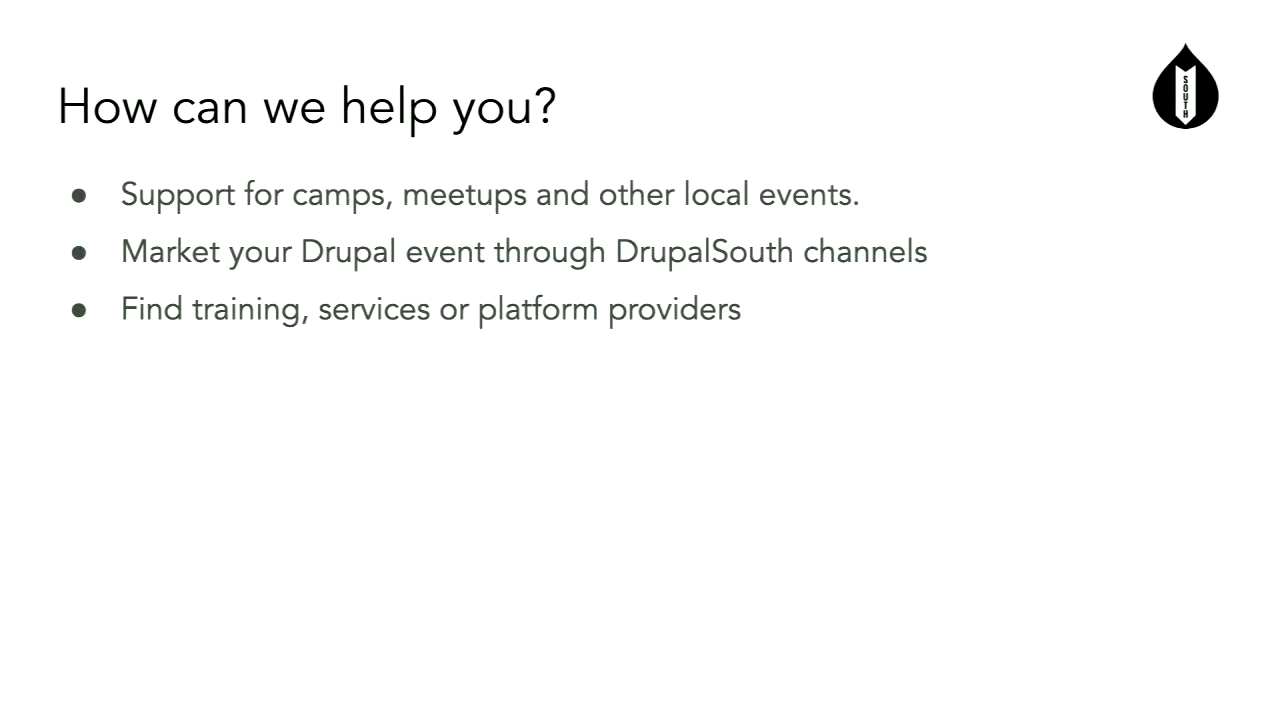 How can we help you?
SOUTH
● Support for camps, meetups and other local events.
● Market your Drupal event through DrupalSouth channels
● Find training, services or platform providers